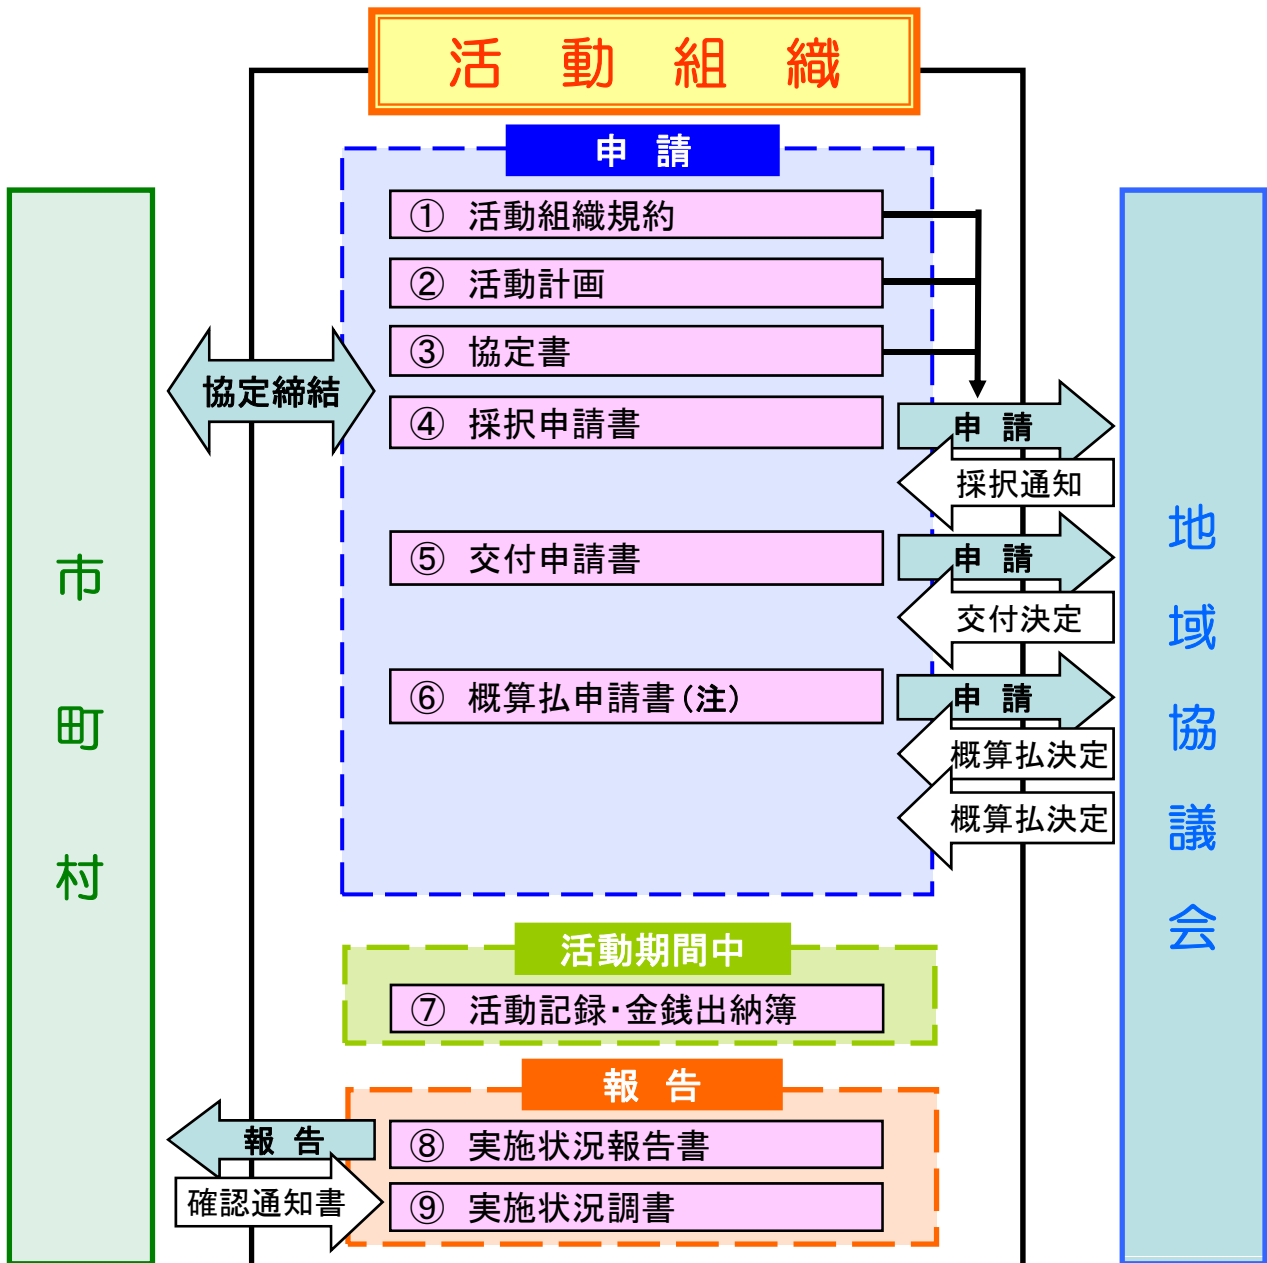 活動組織
申請
① 活動組織規約
② 活動計画
③ 協定書
協定締結
④ 採択申請書
申請
採択通知
⑤ 交付申請書
申請
交付決定
⑥ 概算払申請書（注）
申請
概算払決定
概算払決定
市町村
地域協議会
活動期間中
⑦ 活動記録・金銭出納簿
報告
報告
⑧ 実施状況報告書
確認通知書
⑨ 実施状況調書